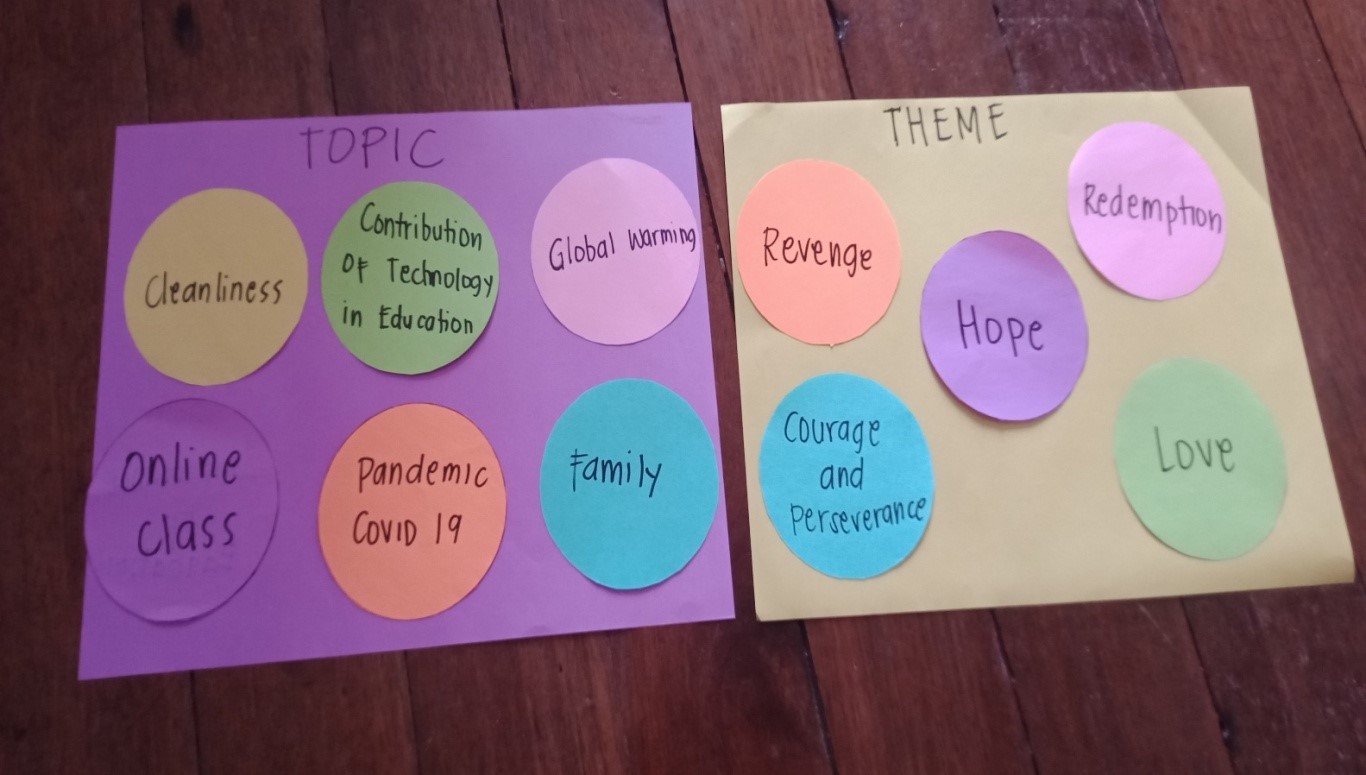 TOPIC
Cleanliness
Contribution
Of Technology
in Education
Global Warming
Online
class
Pandemic
Covid 19
Family
THEME
Revenge
Hope
Redemption
Courage
and
Perseverance
Love